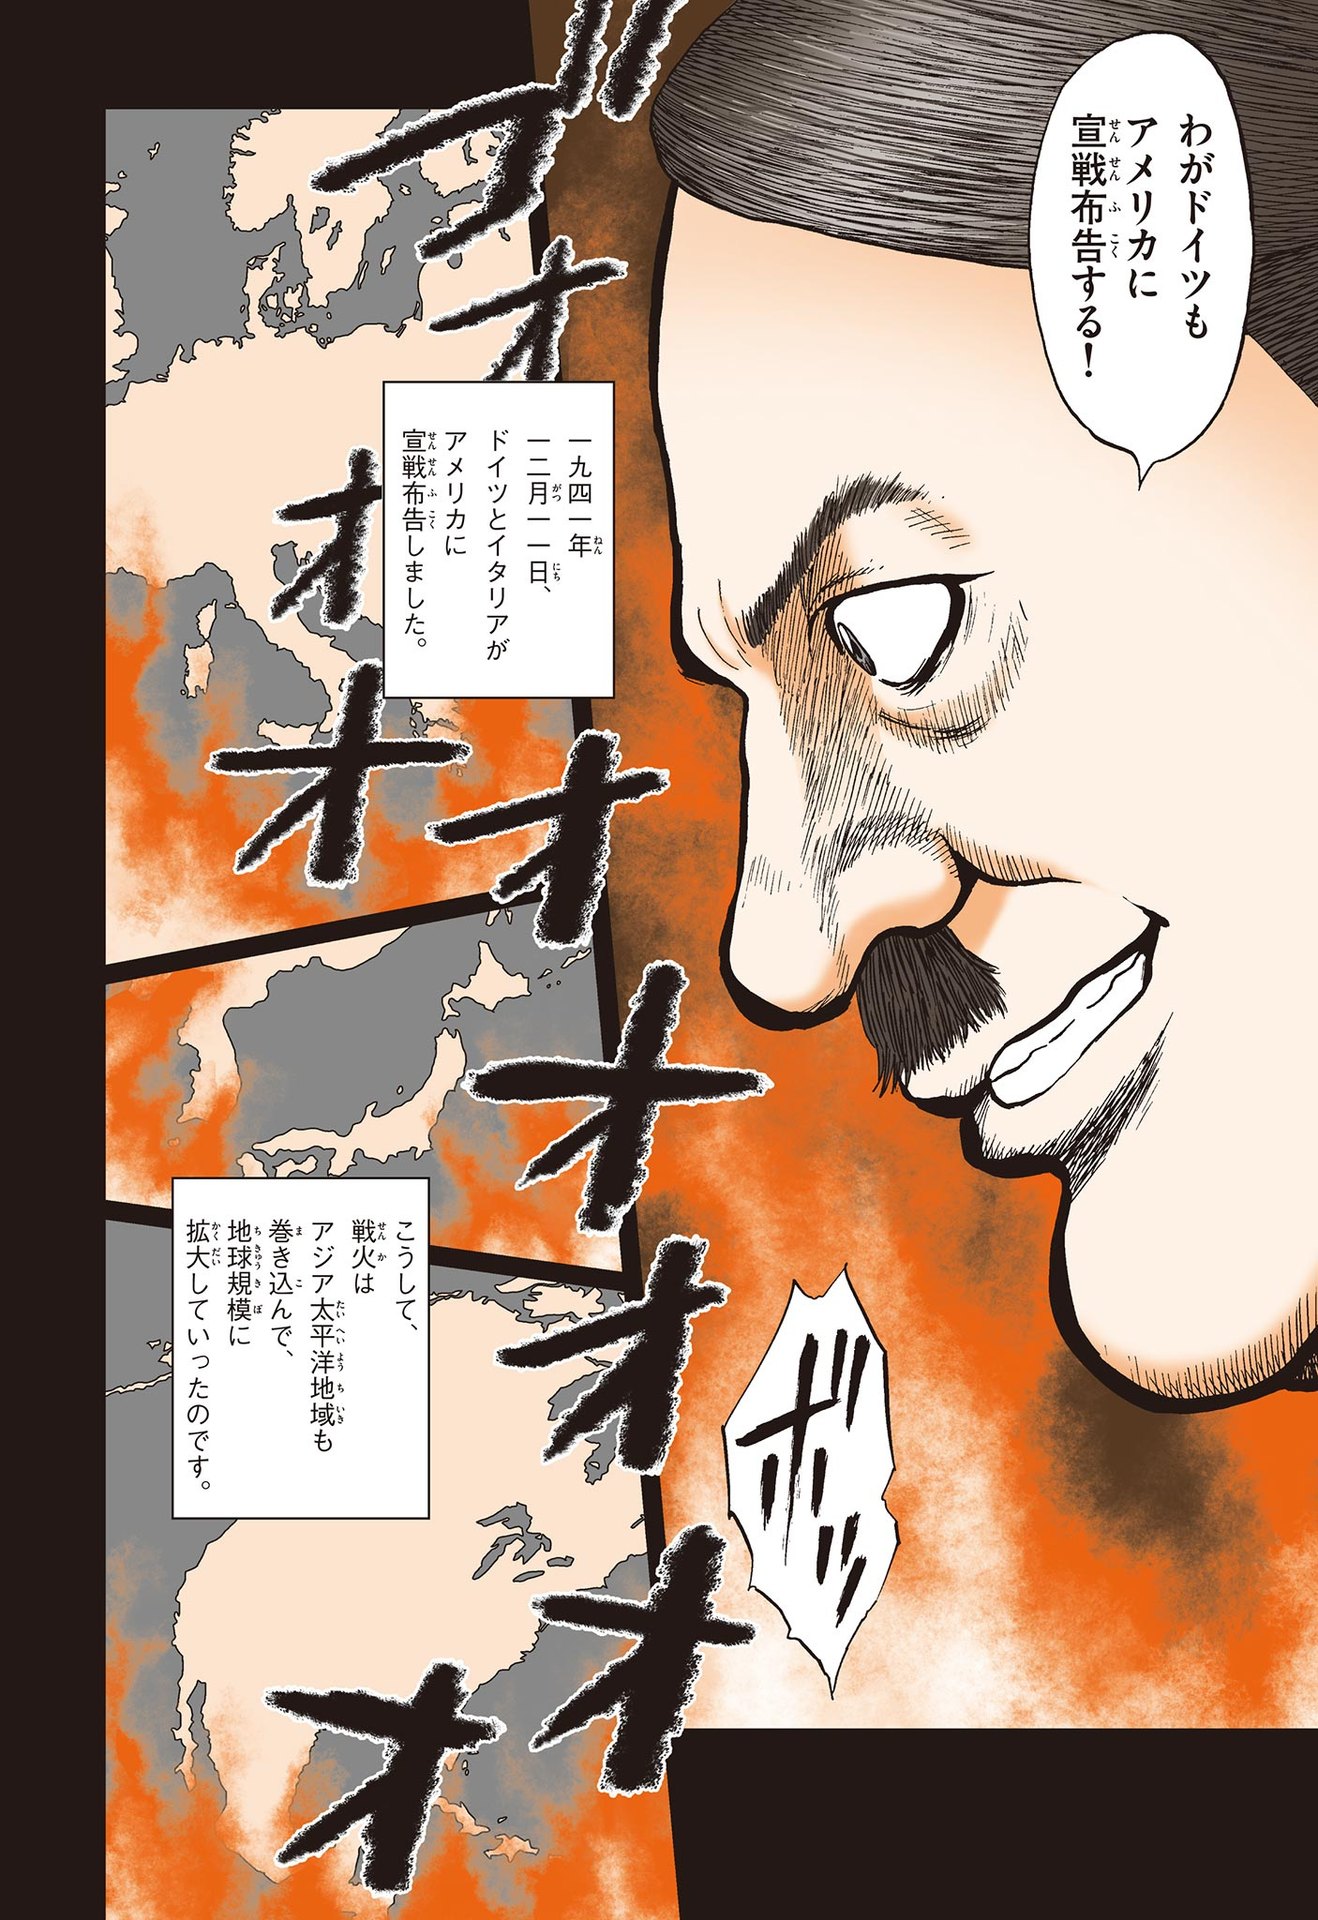 わがドイツも
アメリカに
宣戦布告する!
ゴオオオ
オオオオオ
一九四一年
一二月一一日、
ドイツとイタリアが
アメリカに
宣戦布告しました。
ボボッ
こうして、
戦火は
アジア太平洋地域も
巻き込んで、
地球規模に
拡大していったのです。